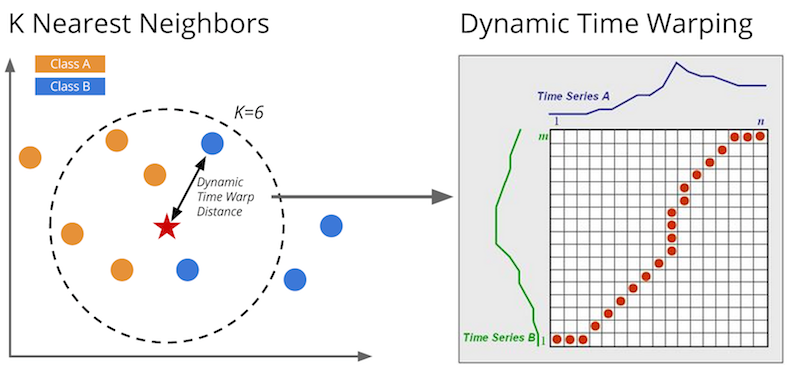 K Nearest Neighbors
Class A
Class B
K=6
Dynamic
Time Warp
Distance
Dynamic Time Warping
Time Series A
1
n
m
Time Series B
1